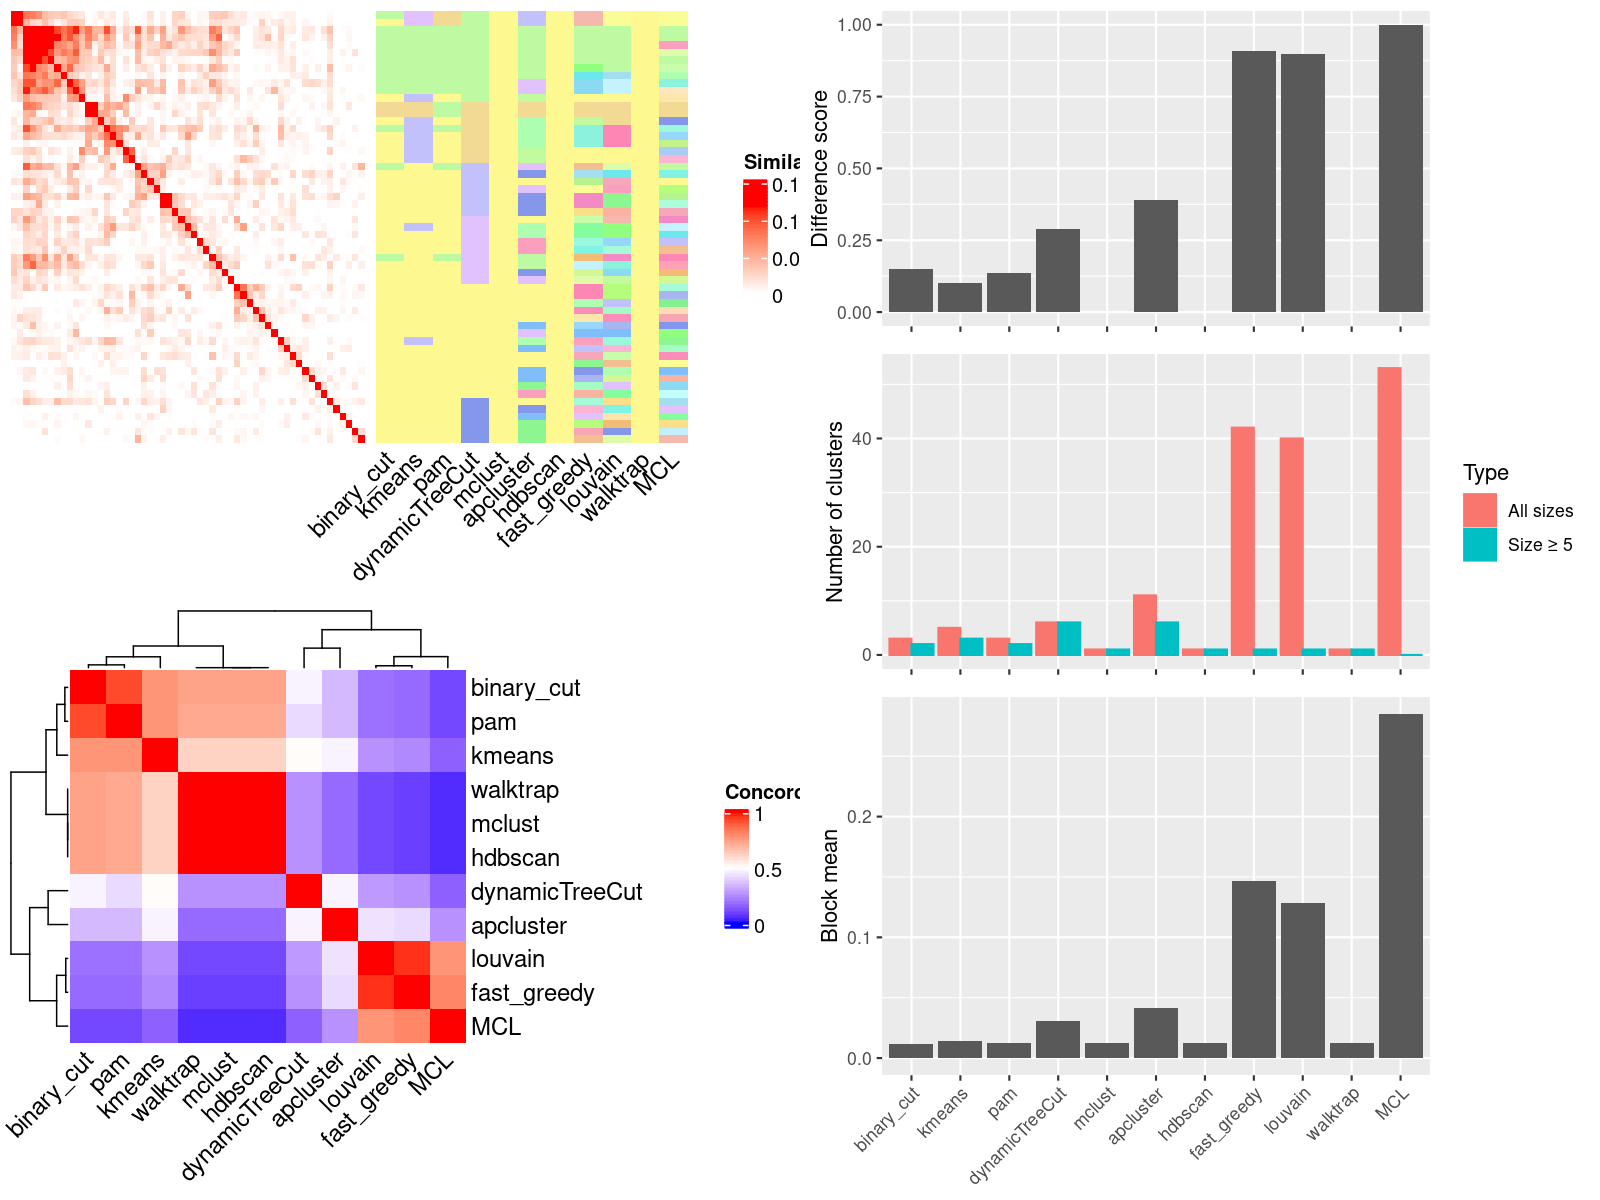 Simila
0.1
0.1
0.0
0
binary_cut
kmeans
pam
dynamicTreeCut
mclust
apcluster
hdbscan
fast_greedy
louvain
walktrap
MCL
binary_cut
pam
kmeans
walktrap
mclust
hdbscan
dynamicTreeCut
apcluster
louvain
fast_greedy
MCL
binary_cut
pam
kmeans
walktrap
mclust
hdbscan
dynamicTreeCut
apcluster
louvain
fast_greedy
MCL
Concord
1
0.5
0
Difference score
1.00
0.75
0.50
0.25
0.00
Number of clusters
40
20
0
Type
All sizes
Size ≥ 5
Block mean
0.2
0.1
0.0
binary_cut
kmeans
pam
dynamicTreeCut
mclust
apcluster
hdbscan
fast_greedy
louvain
walktrap
MCL